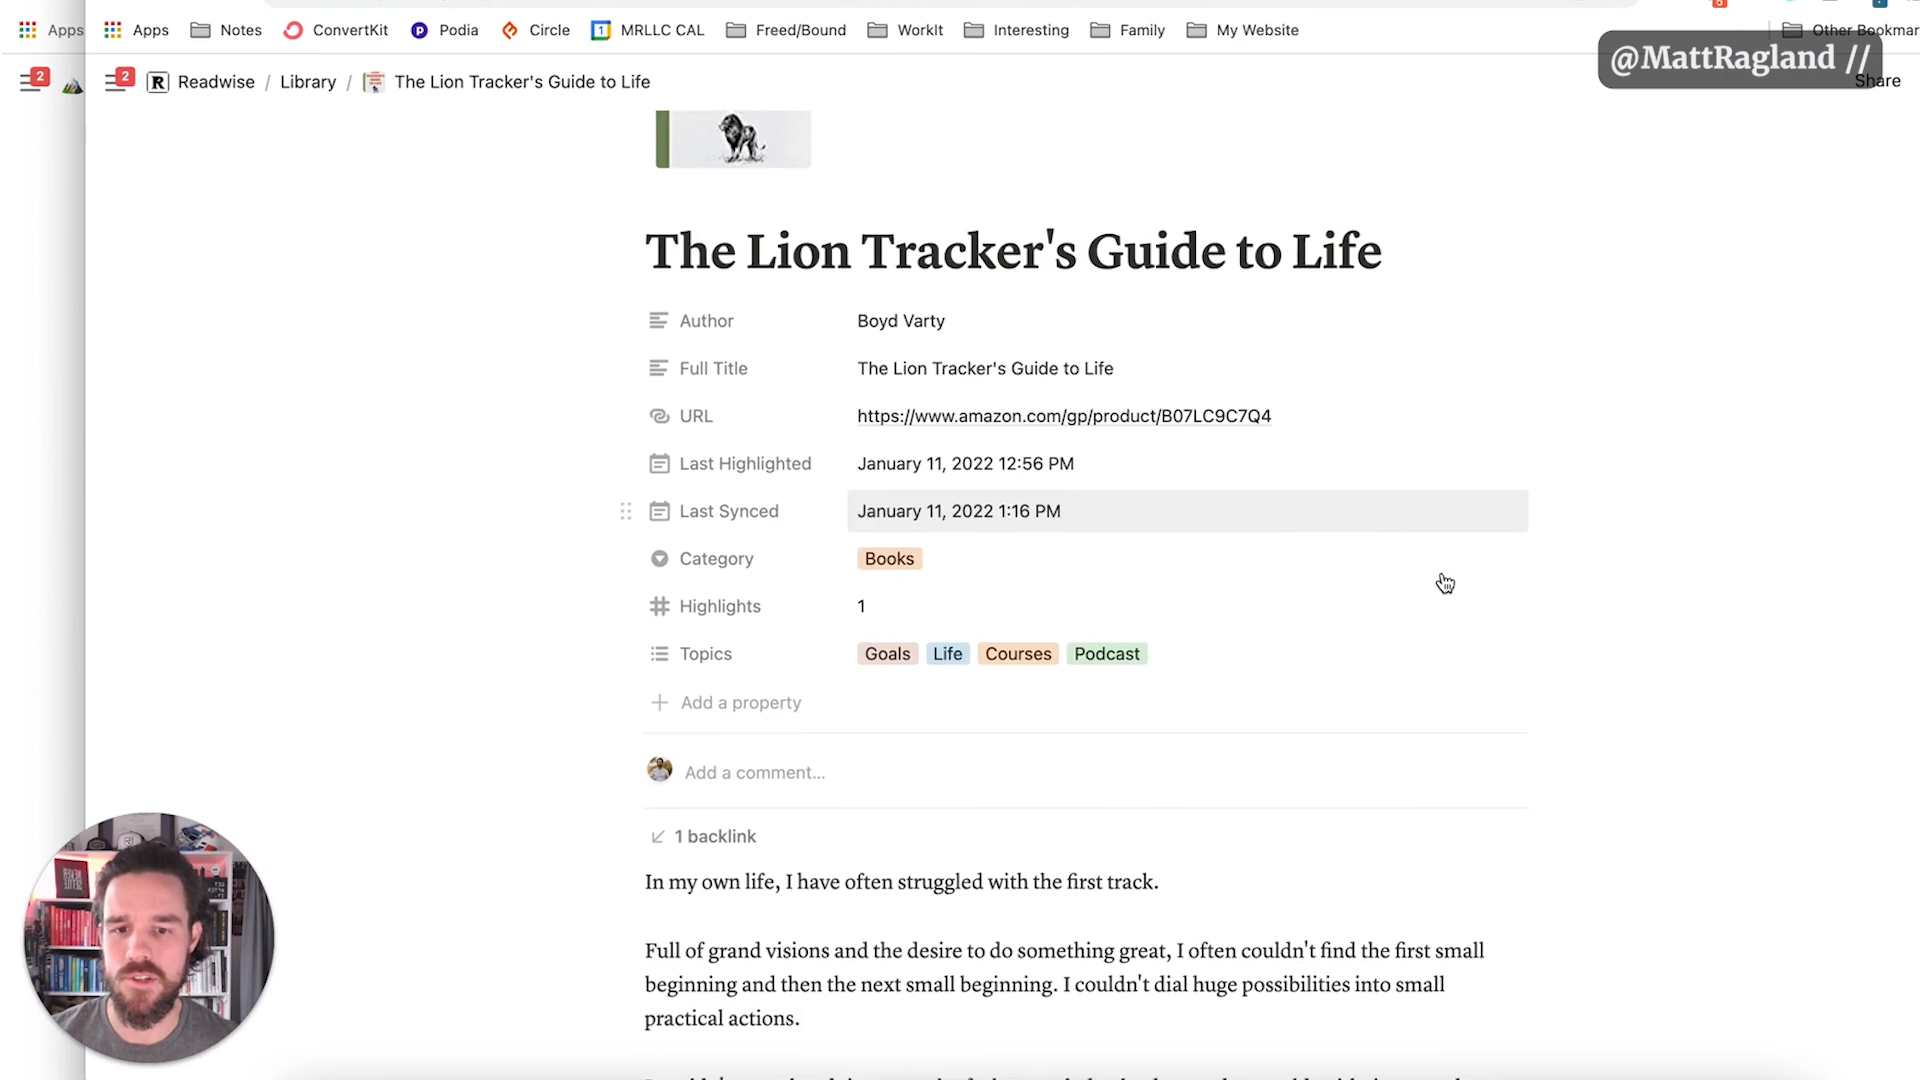 Apps Apps Notes ConvertKit Podia Circle 1 MRLLC CAL Freed/Bound WorkIt Interesting Family My Website Other Bookmar
5
@MattRagland //
2 2 R Readwise / Library / The Lion Tracker's Guide to Life Share
The Lion Tracker's Guide to Life
Author Boyd Varty
Full Title The Lion Tracker's Guide to Life
URL https://www.amazon.com/gp/product/B07LC9C7Q4
Last Highlighted January 11, 2022 12:56 PM
Last Synced January 11, 2022 1:16 PM
Category Books
Highlights 1
Topics Goals Life Courses Podcast
Add a property
Add a comment...
1 backlink
In my own life, I have often struggled with the first track.
Full of grand visions and the desire to do something great, I often couldn't find the first small
beginning and then the next small beginning. I couldn't dial huge possibilities into small
practical actions.
NEVER
SETTLE